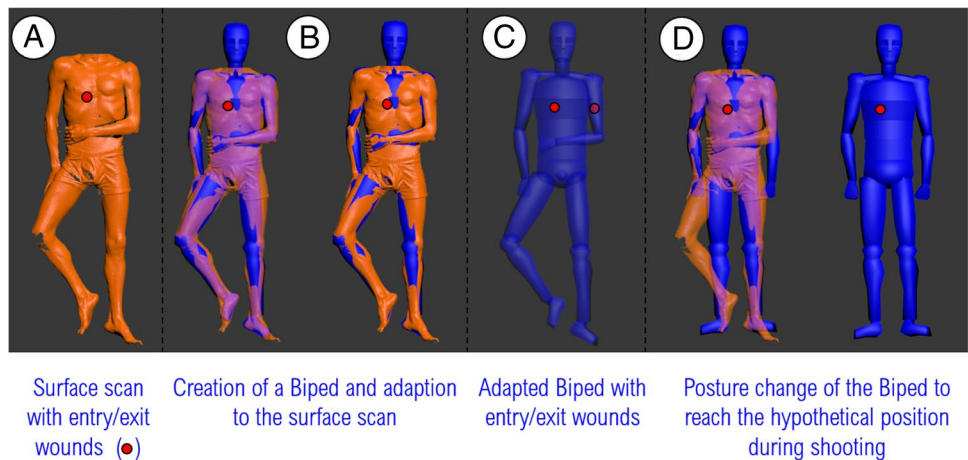 A
B
C
D
Surface scan
with entry/exit
wounds ( )
Creation of a Biped and adaption
to the surface scan
Adapted Biped with
entry/exit wounds
Posture change of the Biped to
reach the hypothetical position
during shooting